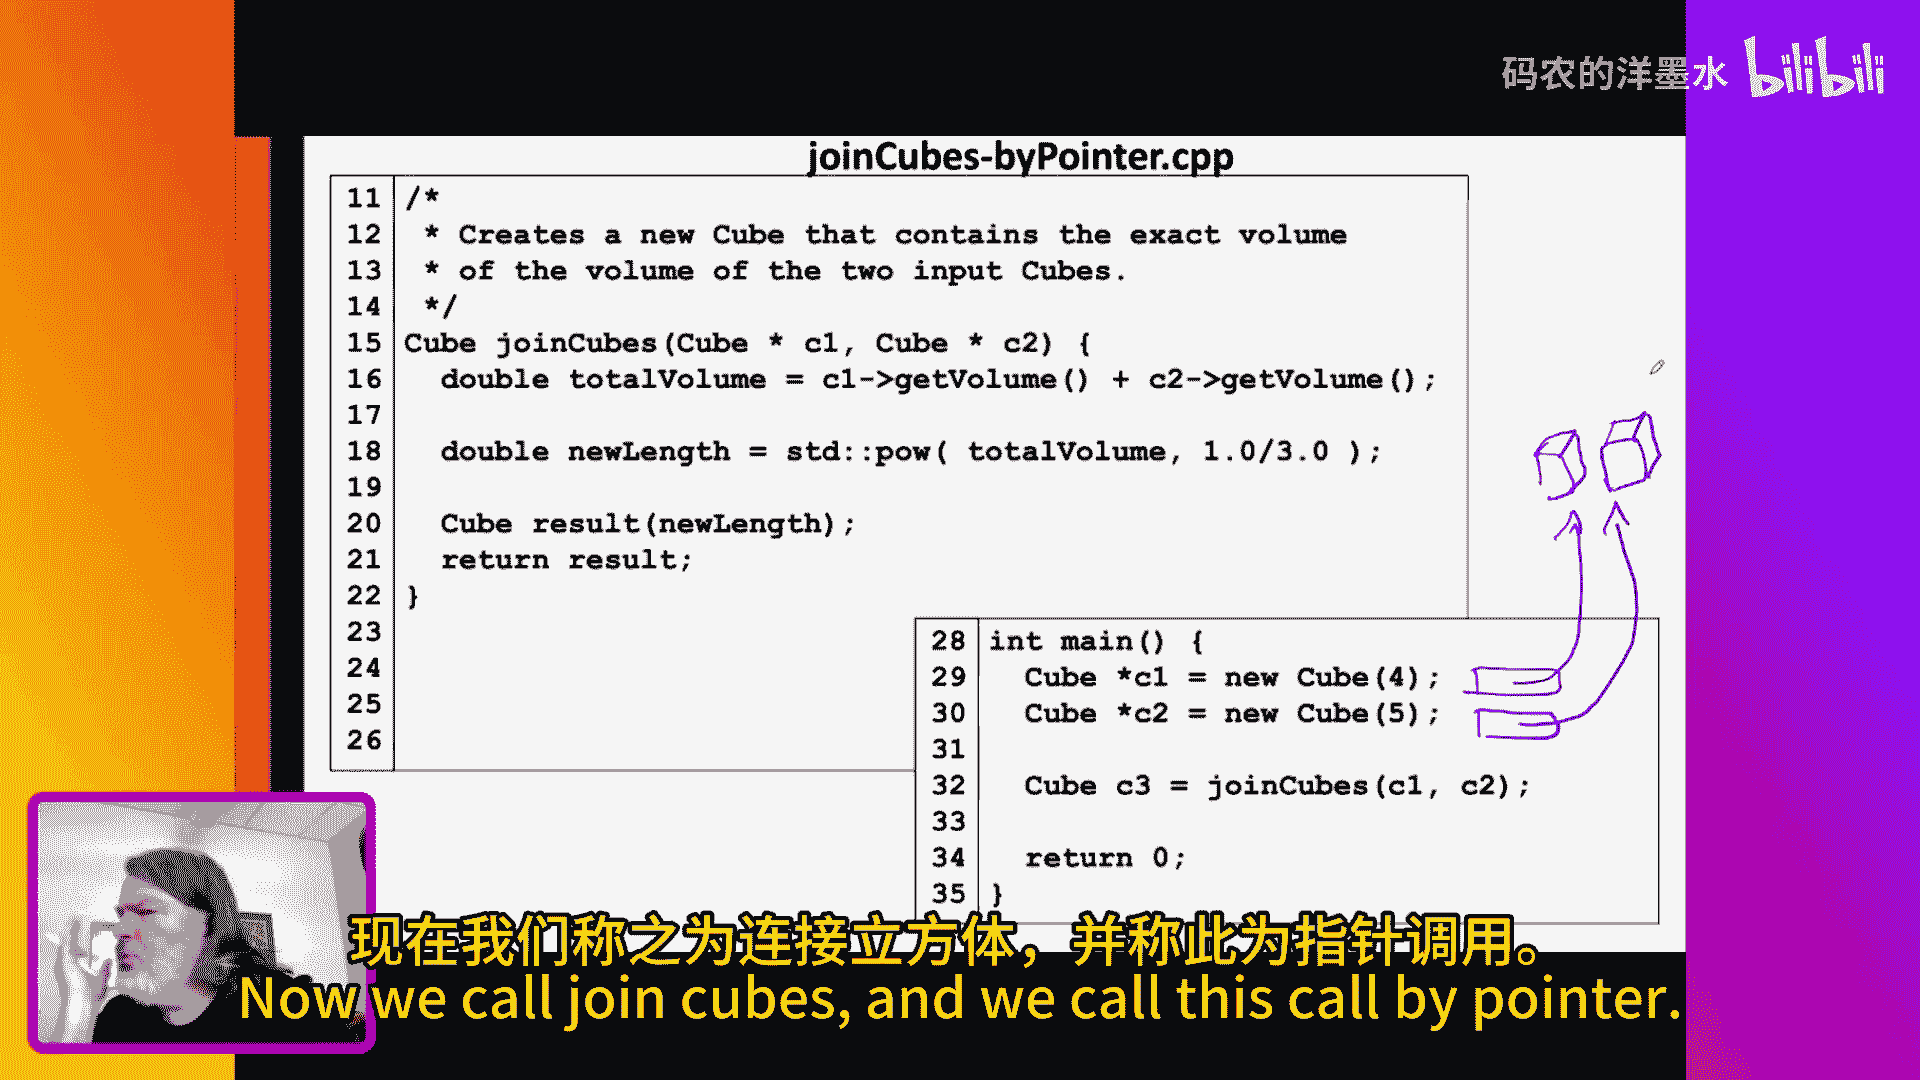 码农的洋墨水 bilibili
joinCubes-byPointer.cpp
11 /*
12  * Creates a new Cube that contains the exact volume
13  * of the volume of the two input Cubes.
14  */
15 Cube joinCubes(Cube * c1, Cube * c2) {
16   double totalVolume = c1->getVolume() + c2->getVolume();
17
18   double newLength = std::pow( totalVolume, 1.0/3.0 );
19
20   Cube result(newLength);
21   return result;
22 }
23
24
25
26
28 int main() {
29   Cube *c1 = new Cube(4);
30   Cube *c2 = new Cube(5);
31
32   Cube c3 = joinCubes(c1, c2);
33
34   return 0;
35 }
现在我们称之为连接立方体，并称此为指针调用。
Now we call join cubes, and we call this call by pointer.